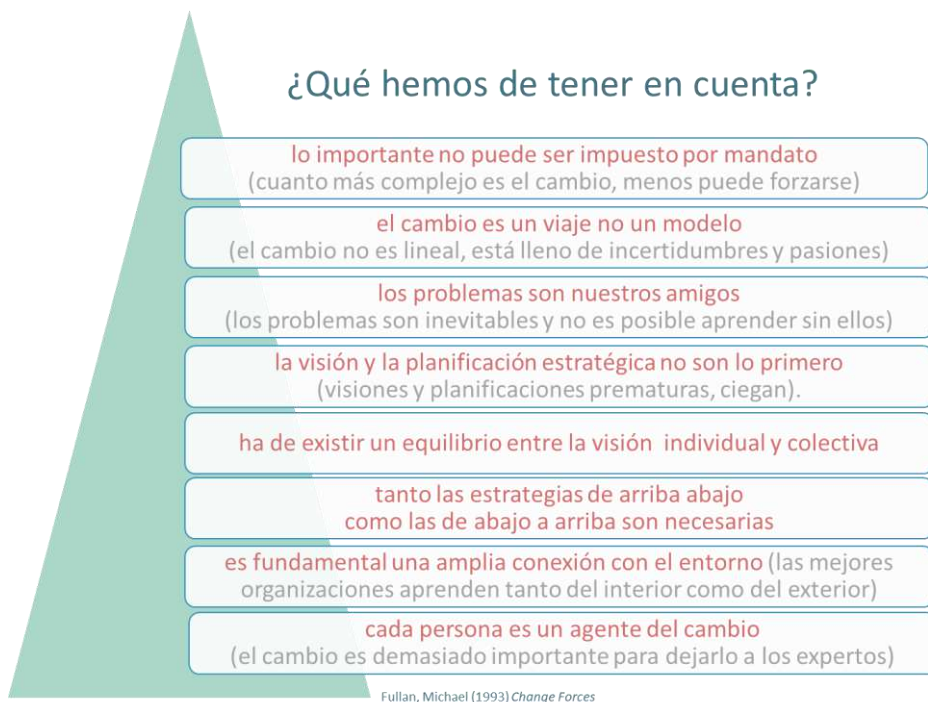 ¿Qué hemos de tener en cuenta?
lo importante no puede ser impuesto por mandato
(cuanto más complejo es el cambio, menos puede forzarse)
el cambio es un viaje no un modelo
(el cambio no es lineal, está lleno de incertidumbres y pasiones)
los problemas son nuestros amigos
(los problemas son inevitables y no es posible aprender sin ellos)
la visión y la planificación estratégica no son lo primero
(visiones y planificaciones prematuras, ciegan).
ha de existir un equilibrio entre la visión individual y colectiva
tanto las estrategias de arriba abajo
como las de abajo a arriba son necesarias
es fundamental una amplia conexión con el entorno (las mejores
organizaciones aprenden tanto del interior como del exterior)
cada persona es un agente del cambio
(el cambio es demasiado importante para dejarlo a los expertos)
Fullan, Michael (1993) Change Forces